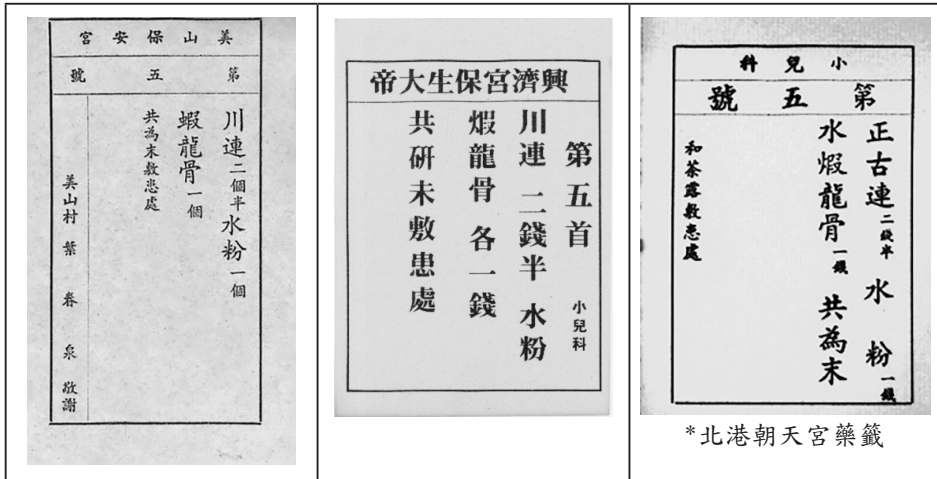 美山保安宮
第五號
川連二個半水粉一個
蝦龍骨一個
共為末敷患處
美山村 葉春泉 敬謝
興濟宮保生大帝
第五首 小兒科
川連 二錢半 水粉
煆龍骨 各一錢
共研未敷患處
小兒科
第五號
正古連二錢半 水粉一錢
水煆龍骨一錢 共為末
和茶露敷患處
*北港朝天宮藥籤